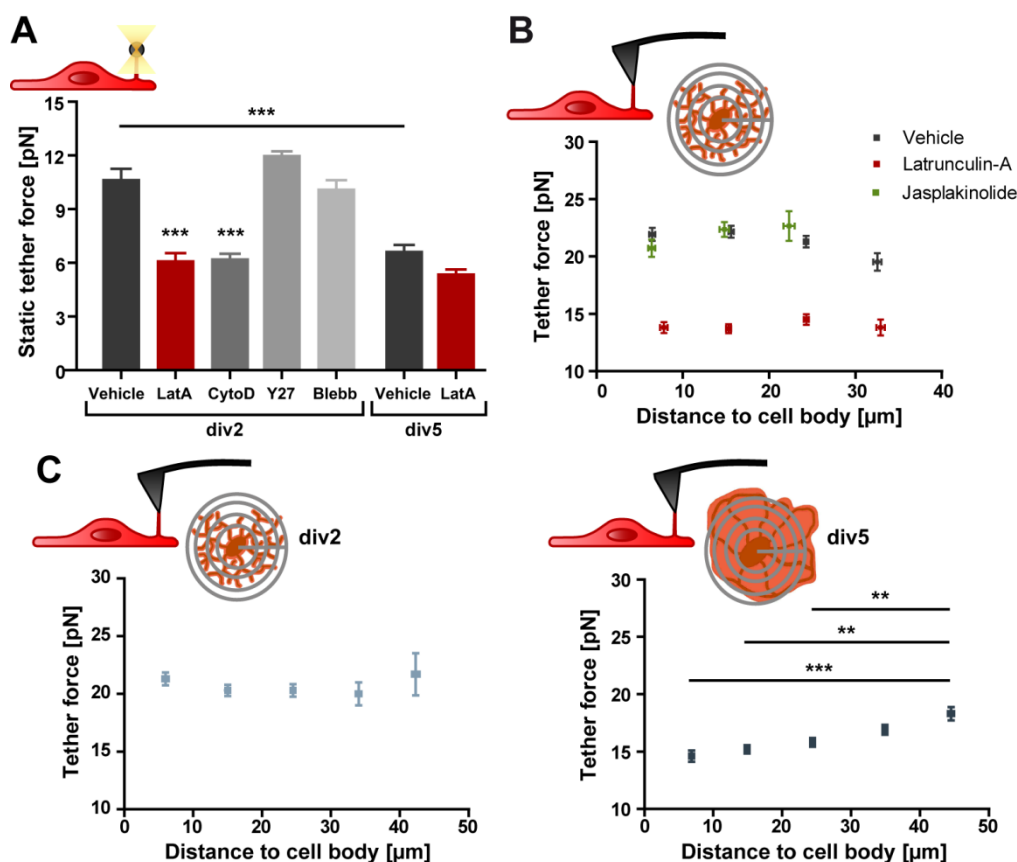 A
Static tether force [pN]
15
12
9
6
3
0
***
***
***
Vehicle
LatA
CytoD
Y27
Blebb
Vehicle
LatA
div2
div5
B
Tether force [pN]
30
25
20
15
10
0
10
20
30
40
Distance to cell body [µm]
Vehicle
Latrunculin-A
Jasplakinolide
C
div2
Tether force [pN]
30
25
20
15
10
0
10
20
30
40
50
Distance to cell body [µm]
div5
Tether force [pN]
30
25
20
15
10
**
**
***
0
10
20
30
40
50
Distance to cell body [µm]